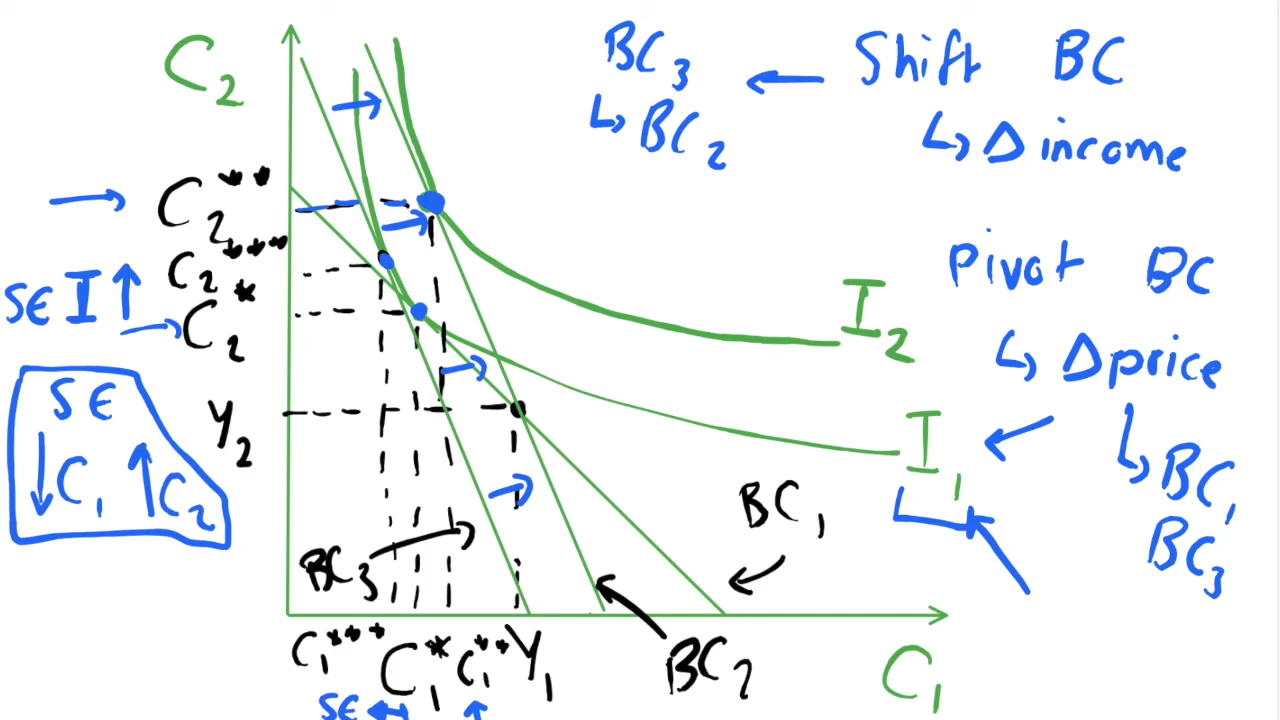 C₂
BC₃ ← Shift BC
↳ BC₂
↳ Δ income
→ C₂**
C₂***
SE I ↑
→ C₂*
Pivot BC
↳ Δ price
↳ BC₁
BC₃
I₂
I₁
SE
↓ C₁ ↑ C₂
Y₂
BC₁
BC₃
BC₂
C₁*** C₁* C₁** Y₁
C₁
SE ← ↑